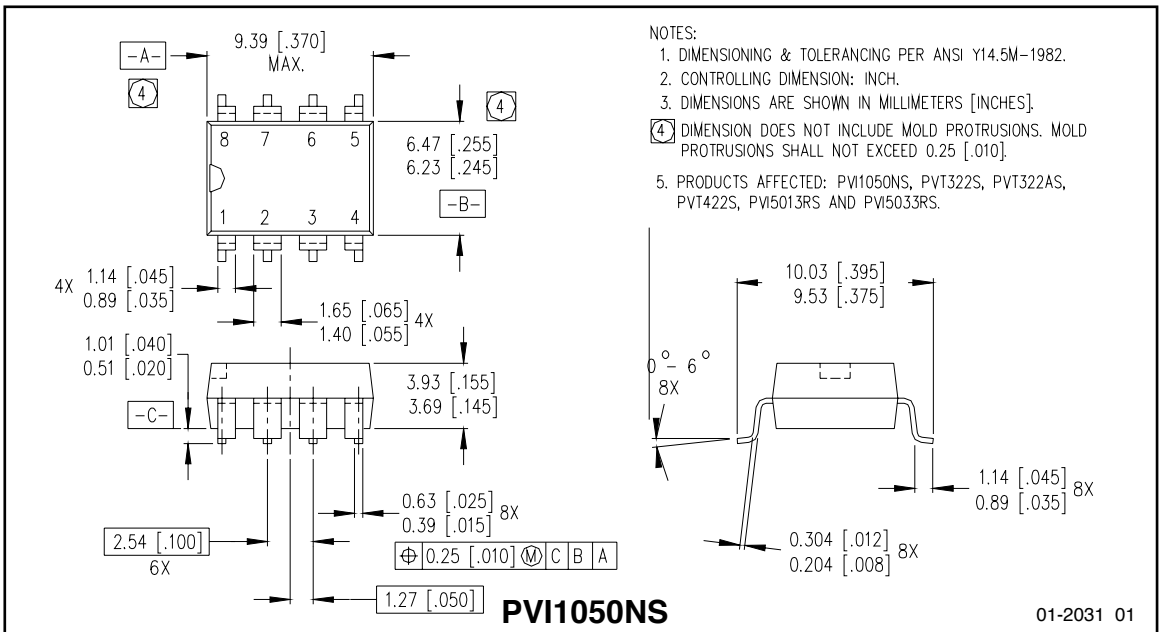 9.39 [.370]
MAX.
-A-
4
4
8 7 6 5
1 2 3 4
6.47 [.255]
6.23 [.245]
-B-
4X 1.14 [.045]
0.89 [.035]
1.65 [.065]
1.40 [.055]
4X
1.01 [.040]
0.51 [.020]
-C-
3.93 [.155]
3.69 [.145]
0.63 [.025]
0.39 [.015]
8X
2.54 [.100]
6X
⌖ 0.25 [.010] Ⓜ C B A
1.27 [.050]
NOTES:
1. DIMENSIONING & TOLERANCING PER ANSI Y14.5M-1982.
2. CONTROLLING DIMENSION: INCH.
3. DIMENSIONS ARE SHOWN IN MILLIMETERS [INCHES].
4 DIMENSION DOES NOT INCLUDE MOLD PROTRUSIONS. MOLD
PROTRUSIONS SHALL NOT EXCEED 0.25 [.010].
5. PRODUCTS AFFECTED: PVI1050NS, PVT322S, PVT322AS,
PVT422S, PVI5013RS AND PVI5033RS.
10.03 [.395]
9.53 [.375]
0° - 6°
8X
1.14 [.045]
0.89 [.035]
8X
0.304 [.012]
0.204 [.008]
8X
PVI1050NS
01-2031 01